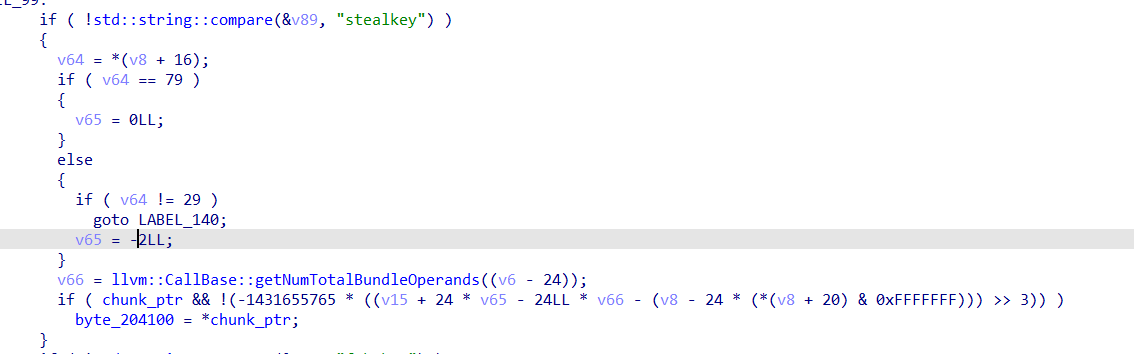 if ( !std::string::compare(&v89, "stealkey") )
{
v64 = *(v8 + 16);
if ( v64 == 79 )
{
v65 = 0LL;
}
else
{
if ( v64 != 29 )
goto LABEL_140;
v65 = -2LL;
}
v66 = llvm::CallBase::getNumTotalBundleOperands((v6 - 24));
if ( chunk_ptr && !(-1431655765 * ((v15 + 24 * v65 - 24LL * v66 - (v8 - 24 * (*(v8 + 20) & 0xFFFFFFF))) >> 3)) )
byte_204100 = *chunk_ptr;
}